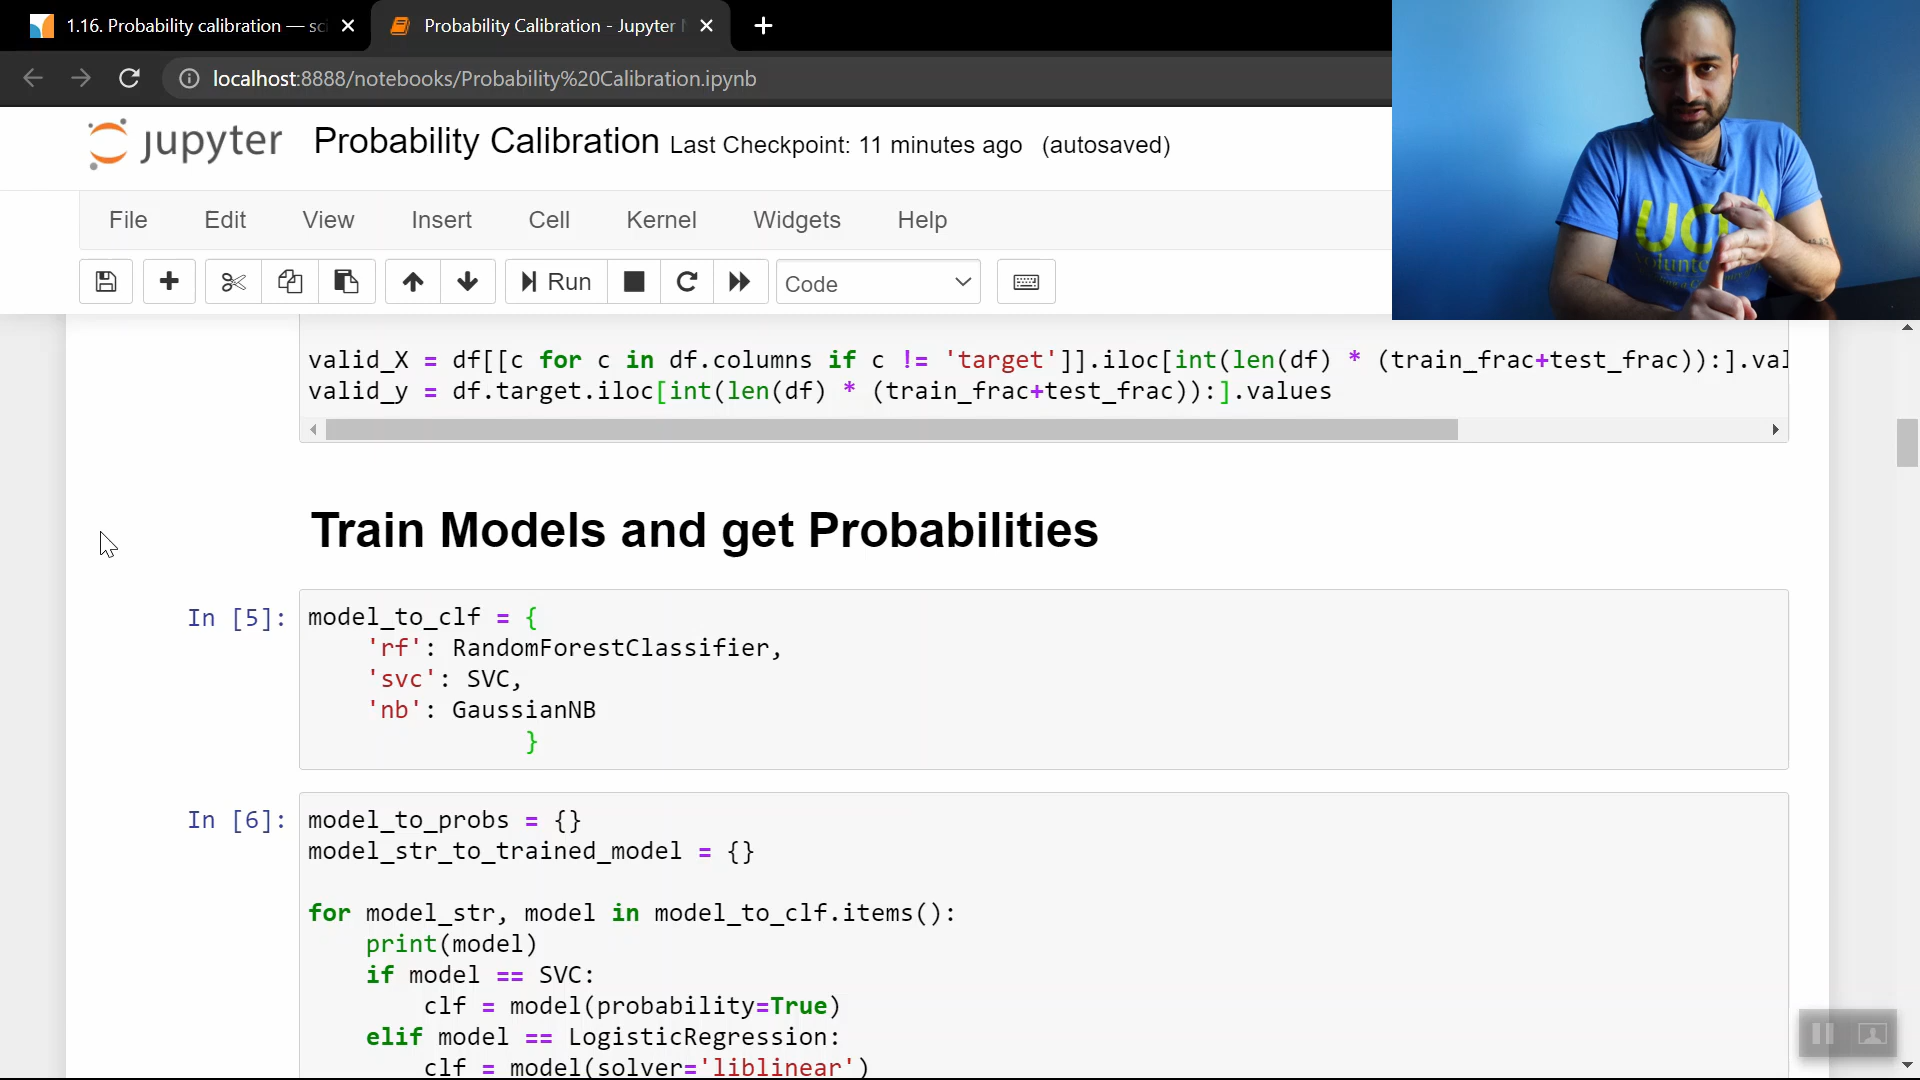 1.16. Probability calibration — sc
Probability Calibration - Jupyter
localhost:8888/notebooks/Probability%20Calibration.ipynb
jupyter Probability Calibration Last Checkpoint: 11 minutes ago (autosaved)
File Edit View Insert Cell Kernel Widgets Help
Run Code
valid_X = df[[c for c in df.columns if c != 'target']].iloc[int(len(df) * (train_frac+test_frac)):].val
valid_y = df.target.iloc[int(len(df) * (train_frac+test_frac)):].values
Train Models and get Probabilities
In [5]: model_to_clf = {
'rf': RandomForestClassifier,
'svc': SVC,
'nb': GaussianNB
}
In [6]: model_to_probs = {}
model_str_to_trained_model = {}
for model_str, model in model_to_clf.items():
print(model)
if model == SVC:
clf = model(probability=True)
elif model == LogisticRegression:
clf = model(solver='liblinear')